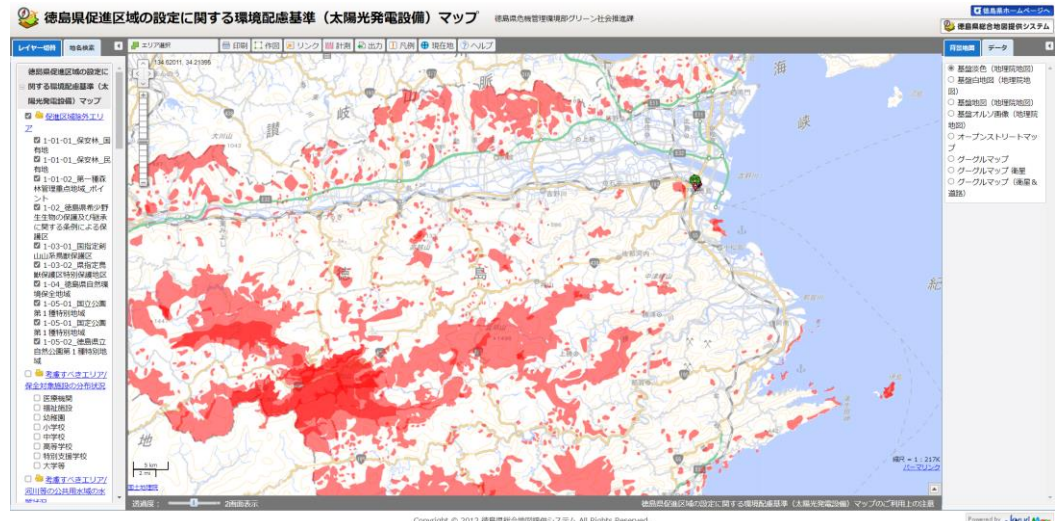 徳島県促進区域の設定に関する環境配慮基準（太陽光発電設備）マップ
徳島県危機管理環境部グリーン社会推進課
徳島県ホームページへ
徳島県総合地図提供システム
レイヤー切替
地名検索
エリア選択
印刷
作図
リンク
計測
出力
凡例
現在地
ヘルプ
背景地図
データ
徳島県促進区域の設定に
関する環境配慮基準（太
陽光発電設備）マップ
促進区域除外エリ
ア
1-01-01_保安林_国
有地
1-01-01_保安林_民
有地
1-01-02_第一種森
林管理重点地域_ポイ
ント
1-02_徳島県希少野
生生物の保護及び継承
に関する条例による保
護区
1-03-01_国指定剣
山山系鳥獣保護区
1-03-02_県指定鳥
獣保護区特別保護地区
1-04_徳島県自然環
境保全地域
1-05-01_国立公園
第１種特別地域
1-05-01_国定公園
第１種特別地域
1-05-02_徳島県立
自然公園第１種特別地
域
考慮すべきエリア/
保全対象施設の分布状況
医療機関
福祉施設
幼稚園
小学校
中学校
高等学校
特別支援学校
大学等
考慮すべきエリア/
河川等の公共用水域の水
134.62011, 34.21395
讃
岐
山
脈
海
峡
大川山
1042
徳
島
紀
地
3 km
2 mi
国土地理院
縮尺 = 1 : 217K
パーマリンク
透過度：
2画面表示
徳島県促進区域の設定に関する環境配慮基準（太陽光発電設備）マップのご利用上の注意
基盤淡色（地理院地図）
基盤白地図（地理院地
図）
基盤地図（地理院地図）
基盤オルソ画像（地理院
地図）
オープンストリートマッ
プ
グーグルマップ
グーグルマップ 衛星
グーグルマップ（衛星＆
道路）
Copyright © 2013 徳島県総合地図提供システム All Rights Reserved.
Powered by